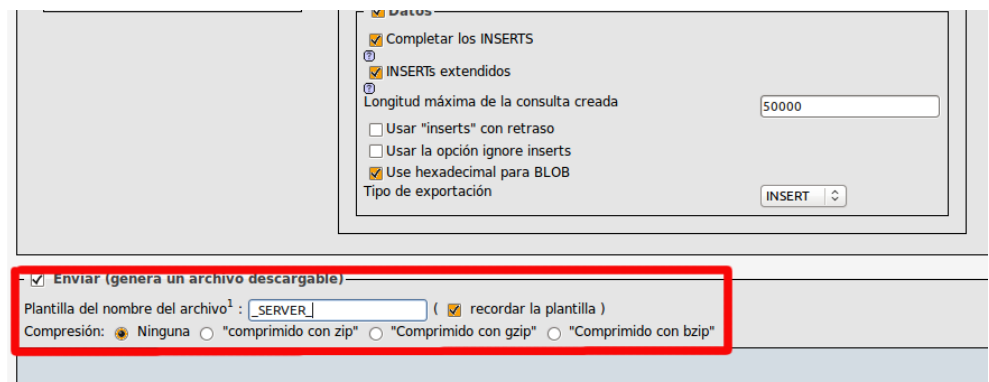 Datos
Completar los INSERTS
INSERTs extendidos
Longitud máxima de la consulta creada 50000
Usar "inserts" con retraso
Usar la opción ignore inserts
Use hexadecimal para BLOB
Tipo de exportación INSERT
Enviar (genera un archivo descargable)
Plantilla del nombre del archivo1 : _SERVER_ ( recordar la plantilla )
Compresión: Ninguna "comprimido con zip" "Comprimido con gzip" "Comprimido con bzip"